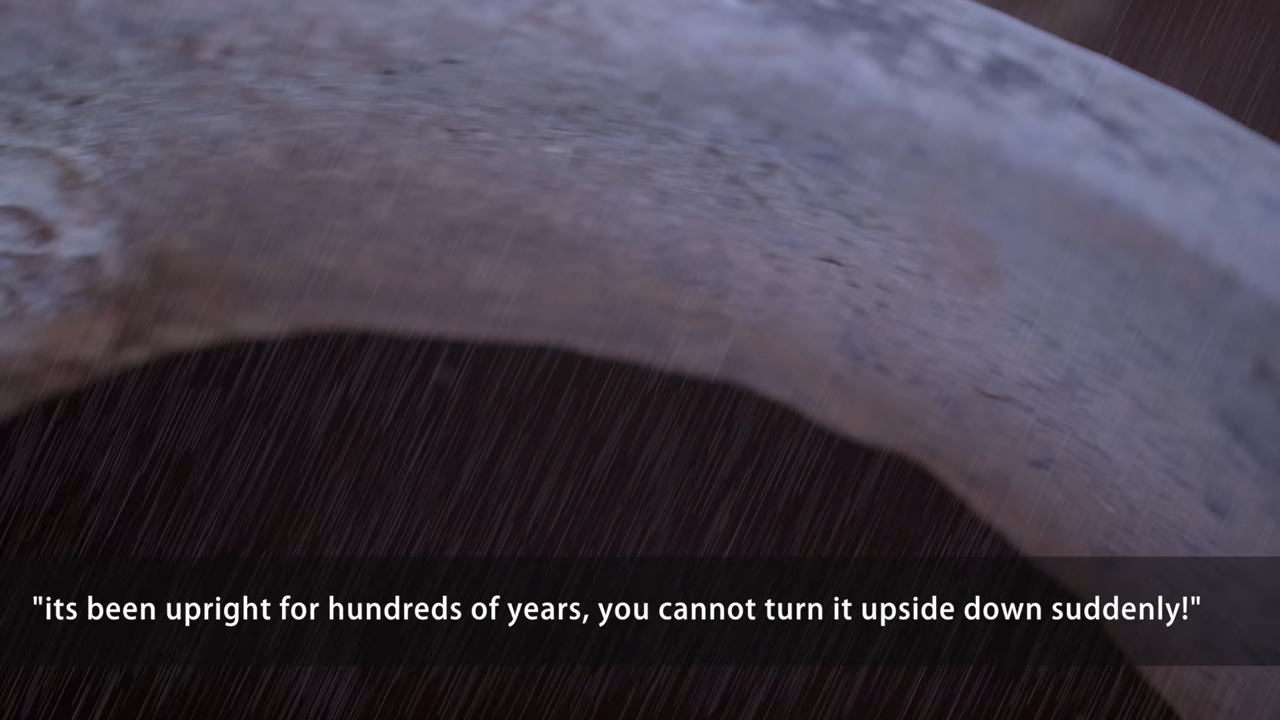 "its been upright for hundreds of years, you cannot turn it upside down suddenly!"